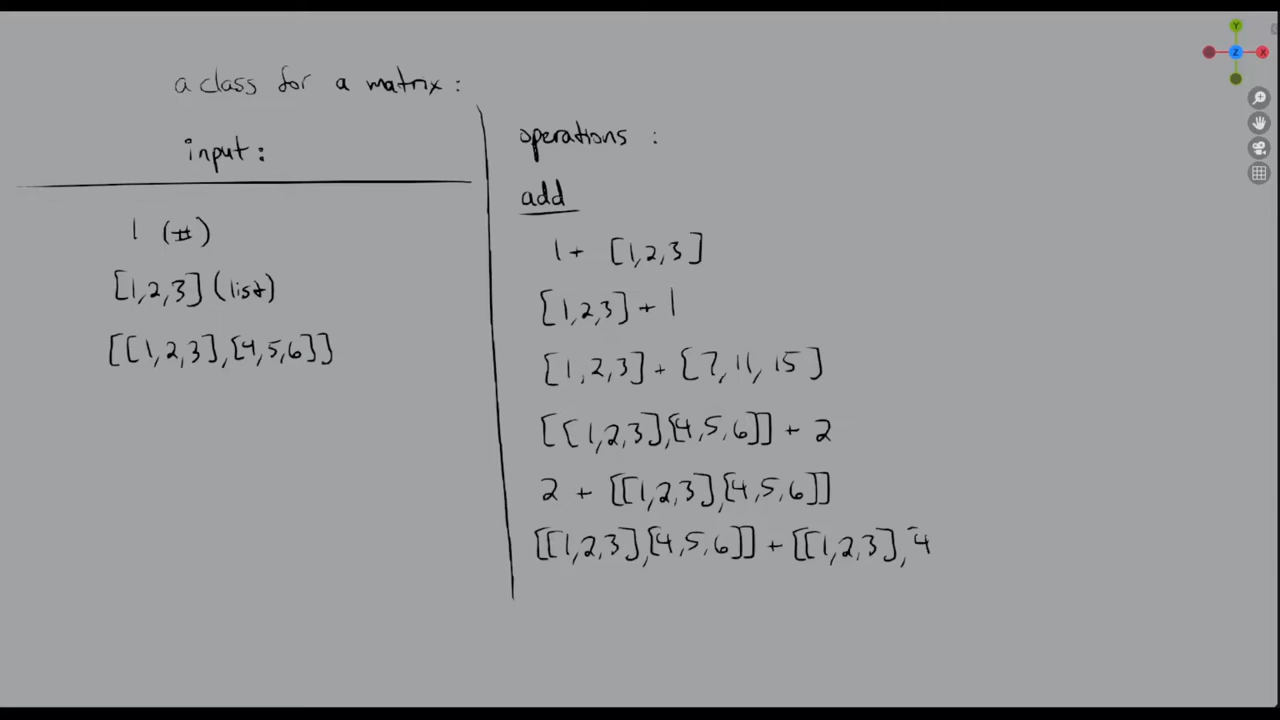 a class for a matrix :
input :
1 (#)
[1,2,3] (list)
[[1,2,3],[4,5,6]]
operations :
add
1 + [1,2,3]
[1,2,3] + 1
[1,2,3] + [7,11,15]
[[1,2,3],[4,5,6]] + 2
2 + [[1,2,3],[4,5,6]]
[[1,2,3],[4,5,6]] + [[1,2,3],4
Y
Z
X